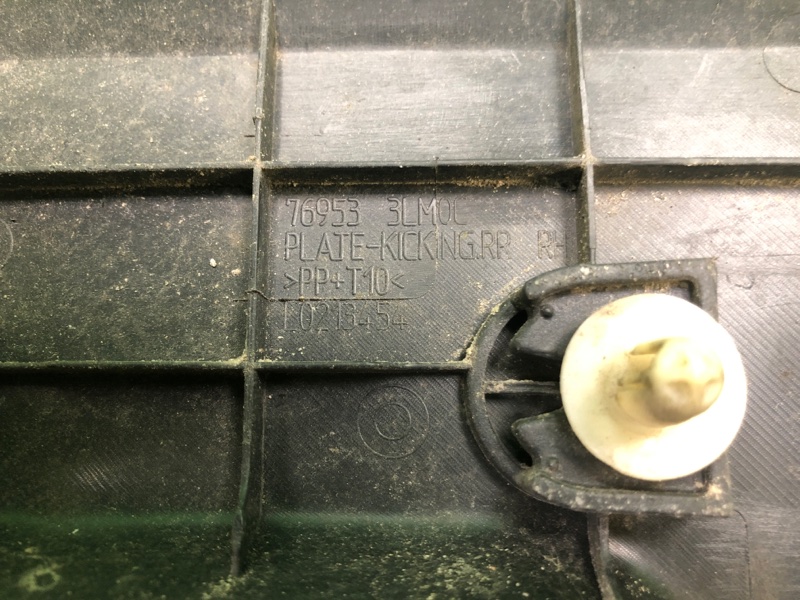 76953 3LM0C
PLATE-KICKING.RR RH
>PP+T10<
L0213454